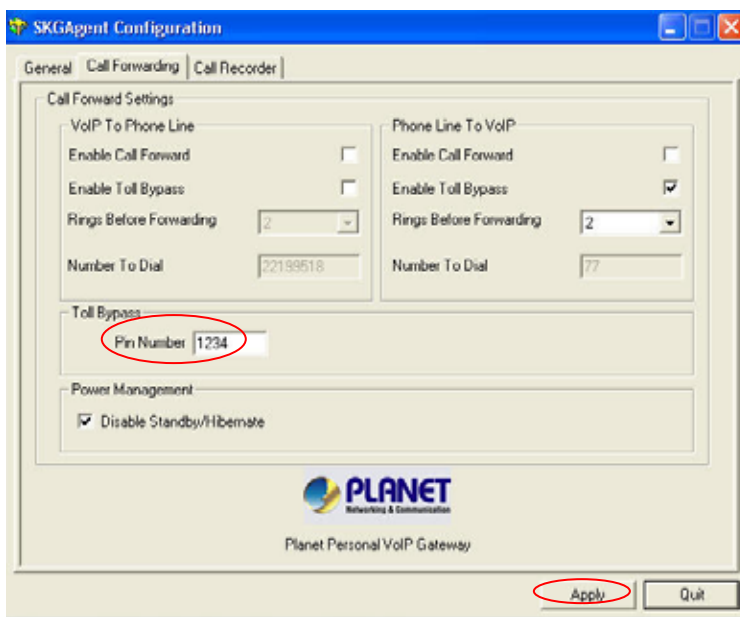 SKGAgent Configuration
General Call Forwarding Call Recorder
Call Forward Settings
VoIP To Phone Line
Enable Call Forward
Enable Toll Bypass
Rings Before Forwarding 2
Number To Dial 22199518
Phone Line To VoIP
Enable Call Forward
Enable Toll Bypass
Rings Before Forwarding 2
Number To Dial 77
Toll Bypass
Pin Number 1234
Power Management
Disable Standby/Hibernate
PLANET
Networking & Communication
Planet Personal VoIP Gateway
Apply Quit